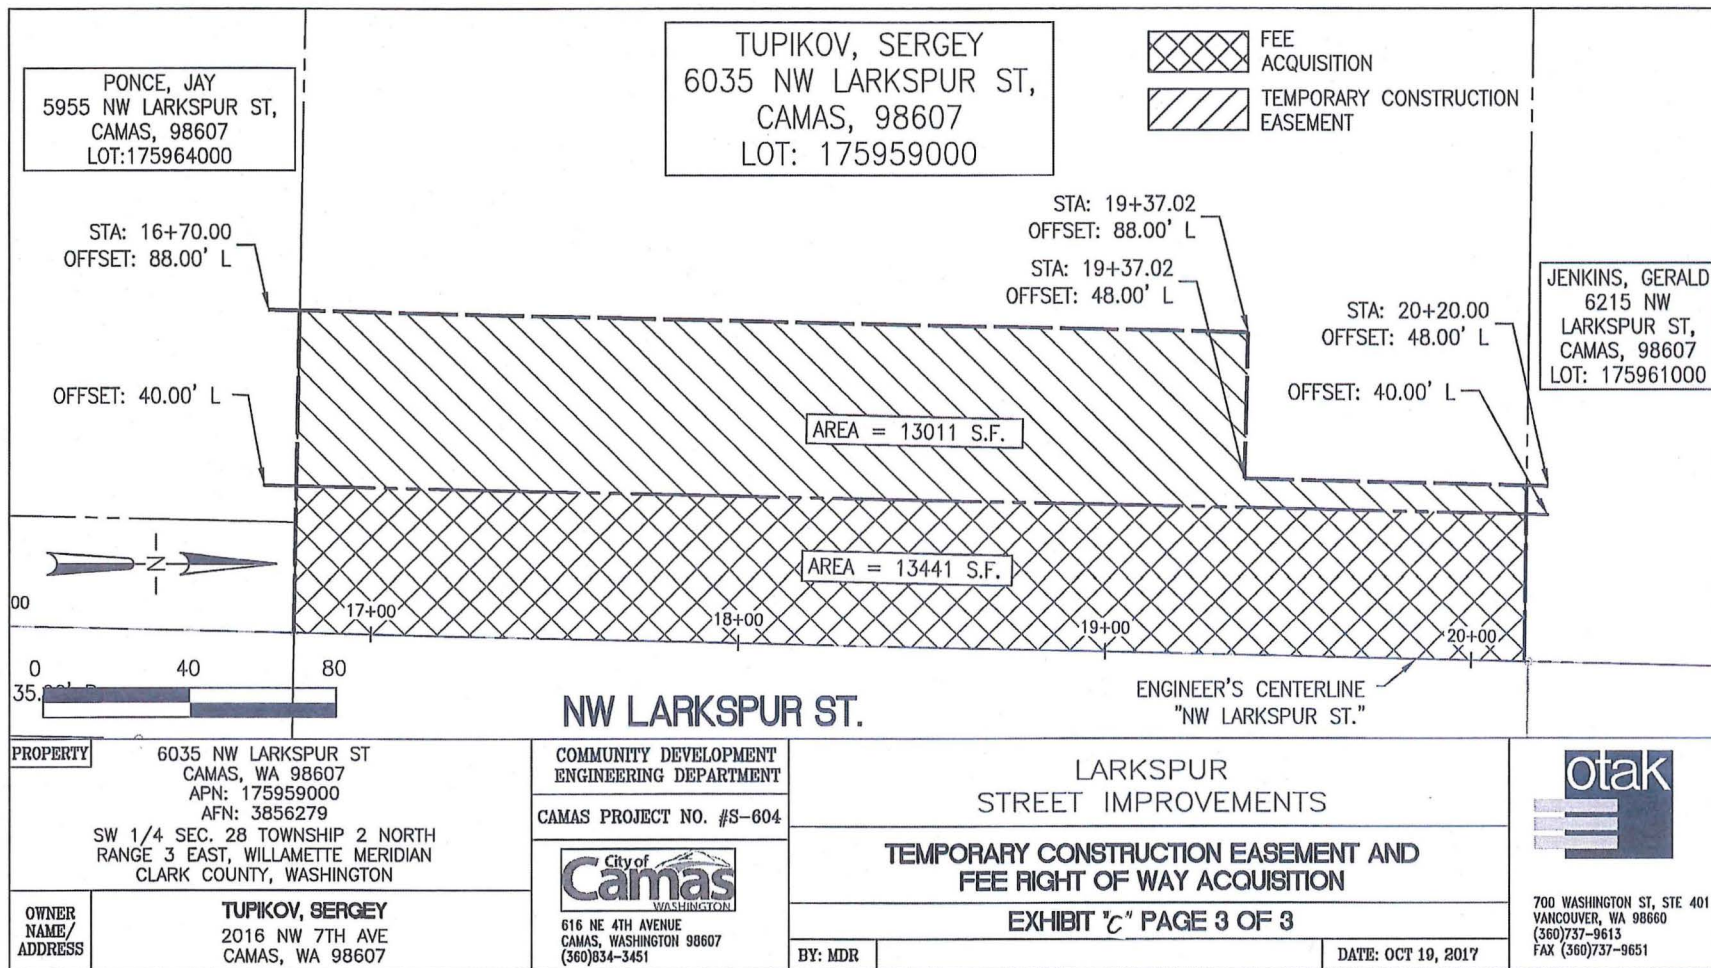 TUPIKOV, SERGEY
6035 NW LARKSPUR ST,
CAMAS, 98607
LOT: 175959000
PONCE, JAY
5955 NW LARKSPUR ST,
CAMAS, 98607
LOT:175964000
FEE
ACQUISITION
TEMPORARY CONSTRUCTION
EASEMENT
STA: 16+70.00
OFFSET: 88.00' L
STA: 19+37.02
OFFSET: 88.00' L
STA: 19+37.02
OFFSET: 48.00' L
STA: 20+20.00
OFFSET: 48.00' L
JENKINS, GERALD
6215 NW
LARKSPUR ST,
CAMAS, 98607
LOT: 175961000
OFFSET: 40.00' L
OFFSET: 40.00' L
AREA = 13011 S.F.
AREA = 13441 S.F.
N
00
17+00
18+00
19+00
20+00
0 40 80
35.
NW LARKSPUR ST.
ENGINEER'S CENTERLINE
"NW LARKSPUR ST."
PROPERTY
6035 NW LARKSPUR ST
CAMAS, WA 98607
APN: 175959000
AFN: 3856279
SW 1/4 SEC. 28 TOWNSHIP 2 NORTH
RANGE 3 EAST, WILLAMETTE MERIDIAN
CLARK COUNTY, WASHINGTON
OWNER
NAME/
ADDRESS
TUPIKOV, SERGEY
2016 NW 7TH AVE
CAMAS, WA 98607
COMMUNITY DEVELOPMENT
ENGINEERING DEPARTMENT
CAMAS PROJECT NO. #S-604
City of
Camas
WASHINGTON
616 NE 4TH AVENUE
CAMAS, WASHINGTON 98607
(360)834-3451
LARKSPUR
STREET IMPROVEMENTS
TEMPORARY CONSTRUCTION EASEMENT AND
FEE RIGHT OF WAY ACQUISITION
EXHIBIT "C" PAGE 3 OF 3
BY: MDR
DATE: OCT 19, 2017
otak
700 WASHINGTON ST, STE 401
VANCOUVER, WA 98660
(360)737-9613
FAX (360)737-9651